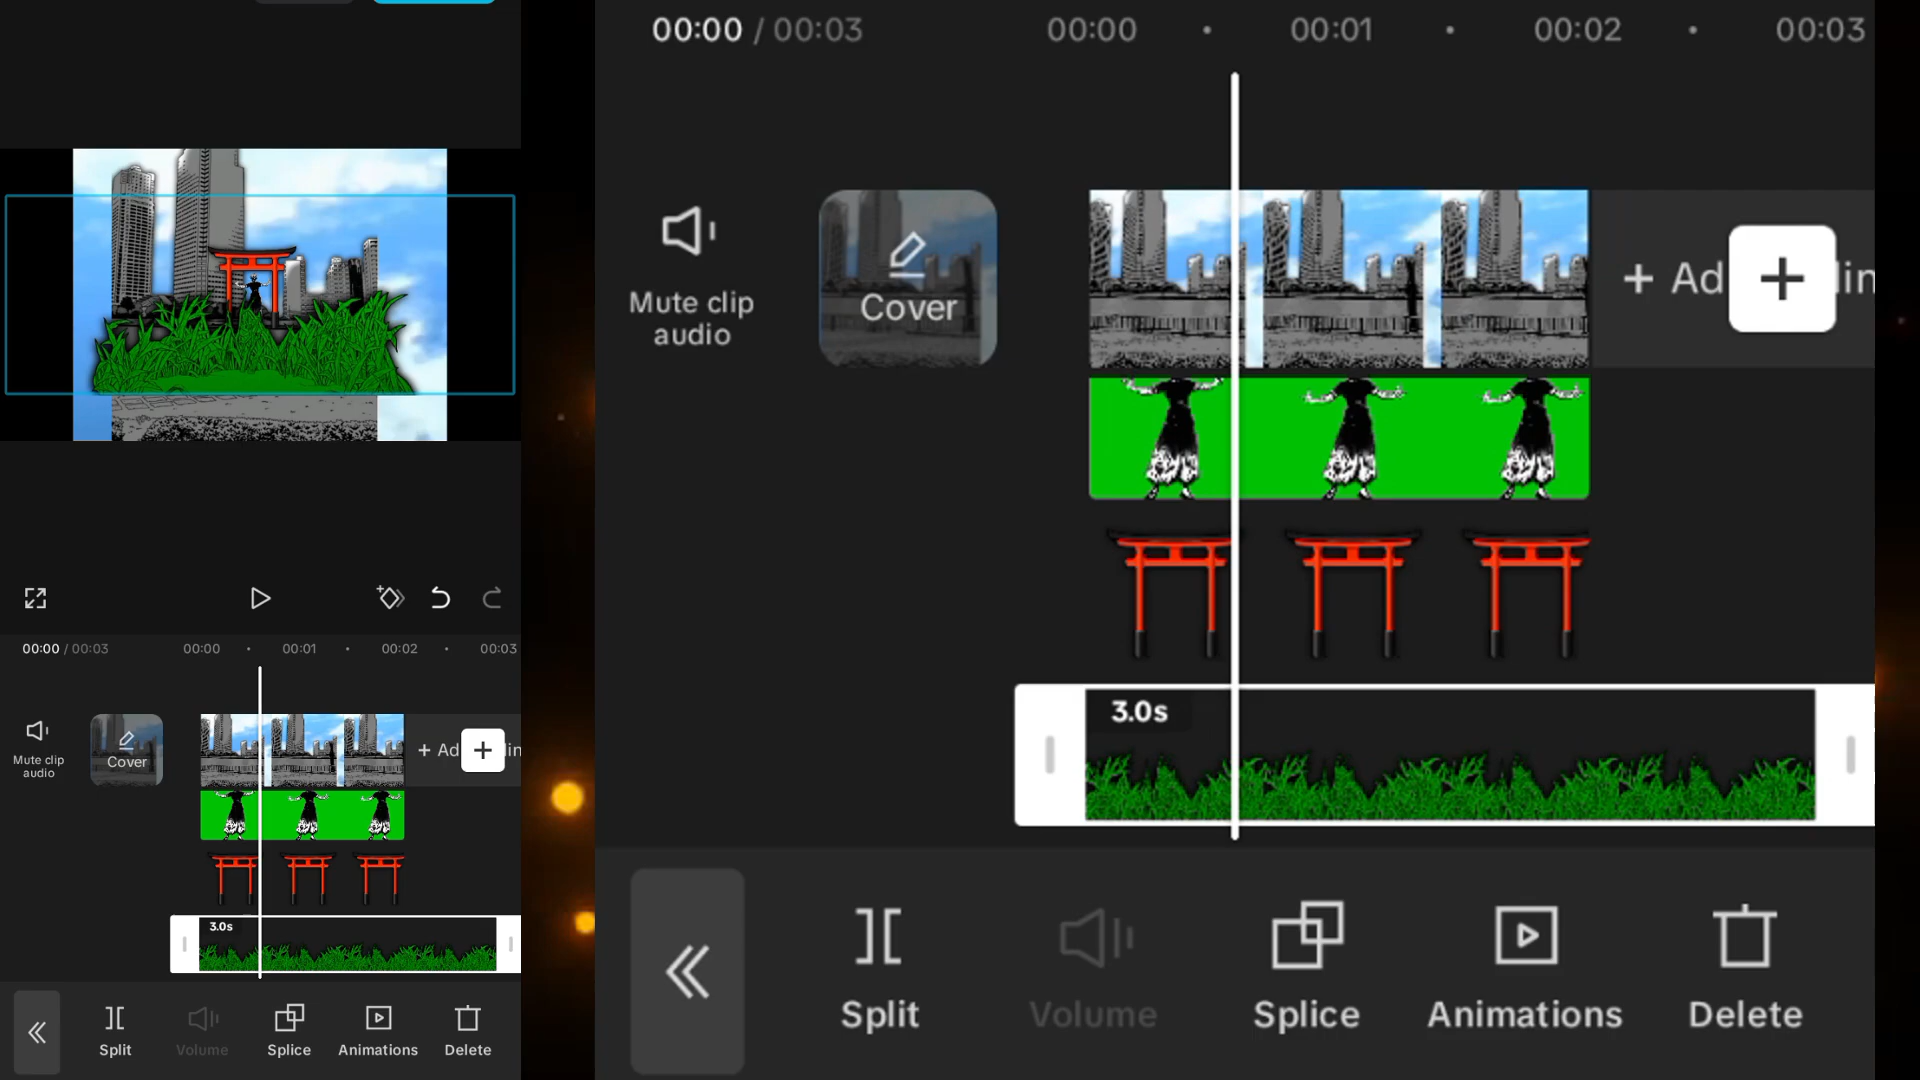 00:00 / 00:03 00:00 00:01 00:02 00:03
Mute clip
audio
Cover
+ Ad
3.0s
Split Volume Splice Animations Delete
00:00 / 00:03 00:00 00:01 00:02 00:03
Mute clip
audio
Cover
+ Ad
3.0s
Split Volume Splice Animations Delete